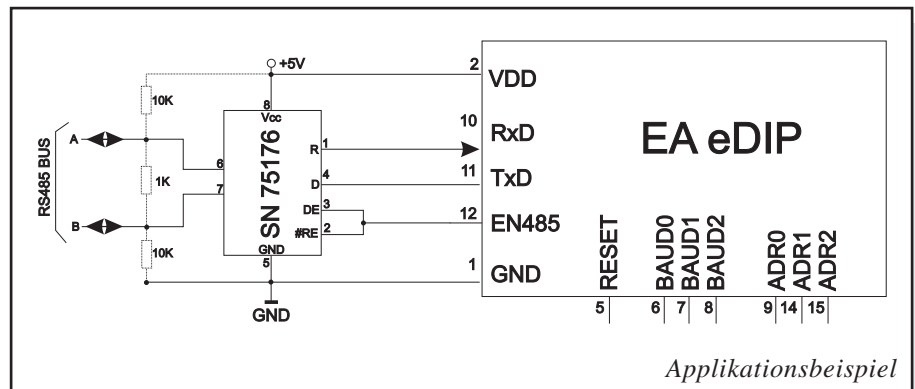 +5V
2
VDD
10K
8
Vcc
10
RxD
EA eDIP
RS485 BUS
A
6
R
1
11
TxD
1K
SN 75176
D
4
7
DE
3
12
EN485
B
#RE
2
10K
GND
5
1
GND
GND
RESET
BAUD0
BAUD1
BAUD2
ADR0
ADR1
ADR2
5
6
7
8
9
14
15
Applikationsbeispiel